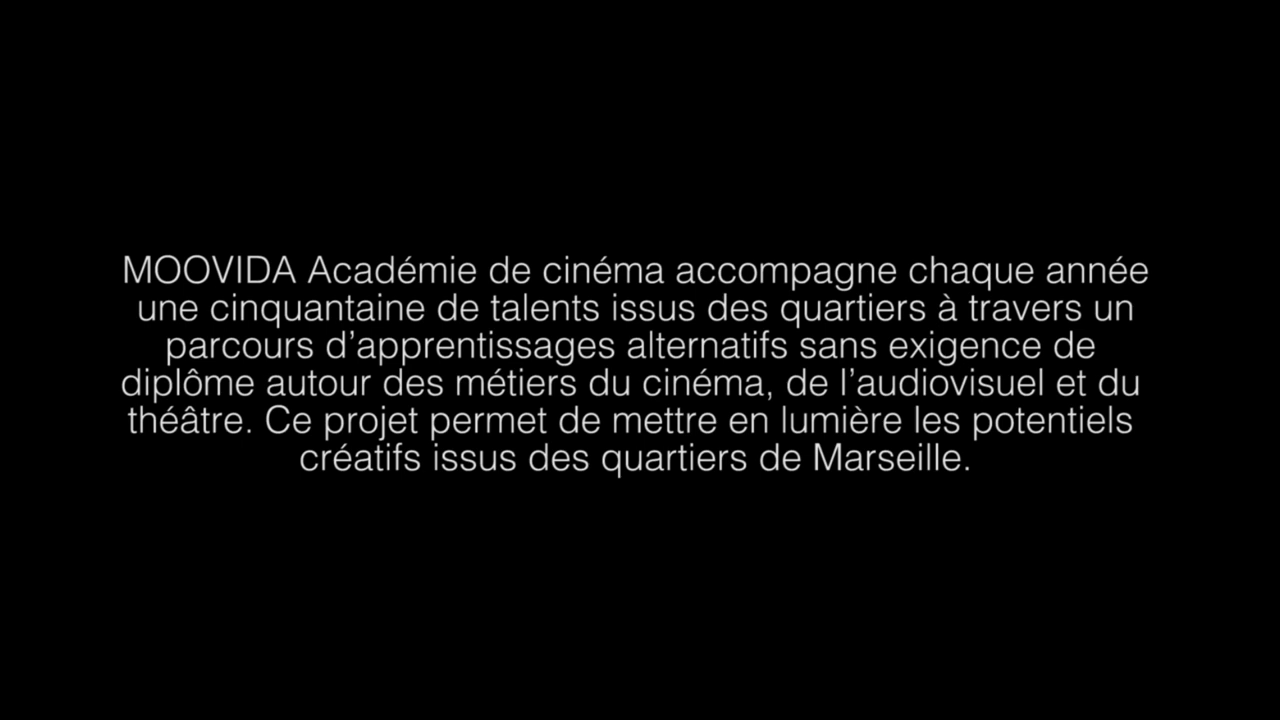 MOOVIDA Académie de cinéma accompagne chaque année
une cinquantaine de talents issus des quartiers à travers un
parcours d’apprentissages alternatifs sans exigence de
diplôme autour des métiers du cinéma, de l’audiovisuel et du
théâtre. Ce projet permet de mettre en lumière les potentiels
créatifs issus des quartiers de Marseille.